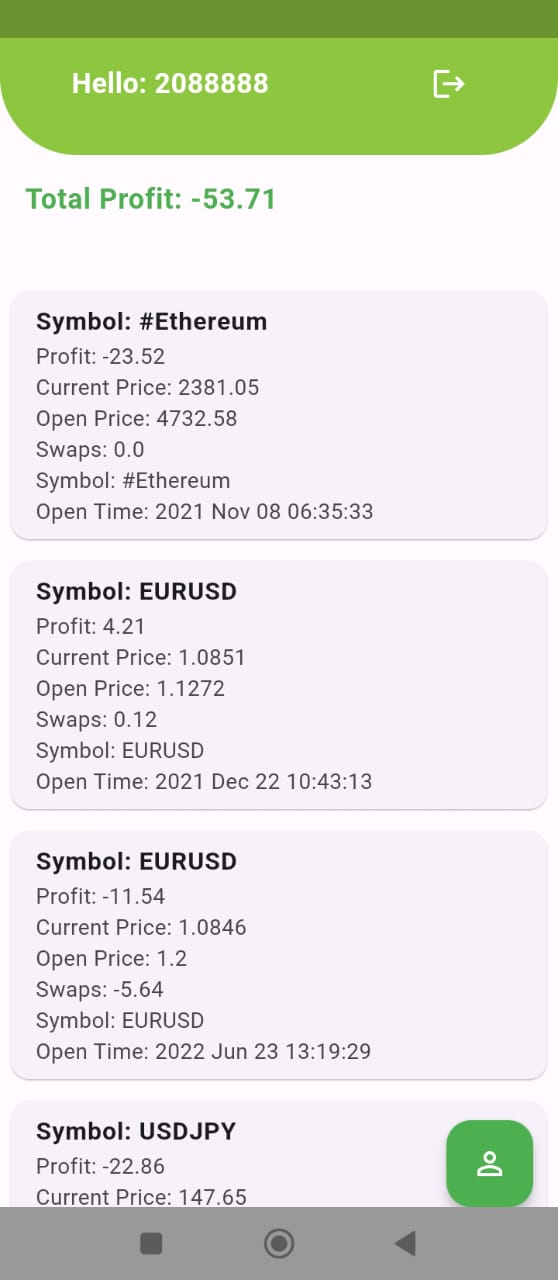 Hello: 2088888
Total Profit: -53.71
Symbol: #Ethereum
Profit: -23.52
Current Price: 2381.05
Open Price: 4732.58
Swaps: 0.0
Symbol: #Ethereum
Open Time: 2021 Nov 08 06:35:33
Symbol: EURUSD
Profit: 4.21
Current Price: 1.0851
Open Price: 1.1272
Swaps: 0.12
Symbol: EURUSD
Open Time: 2021 Dec 22 10:43:13
Symbol: EURUSD
Profit: -11.54
Current Price: 1.0846
Open Price: 1.2
Swaps: -5.64
Symbol: EURUSD
Open Time: 2022 Jun 23 13:19:29
Symbol: USDJPY
Profit: -22.86
Current Price: 147.65